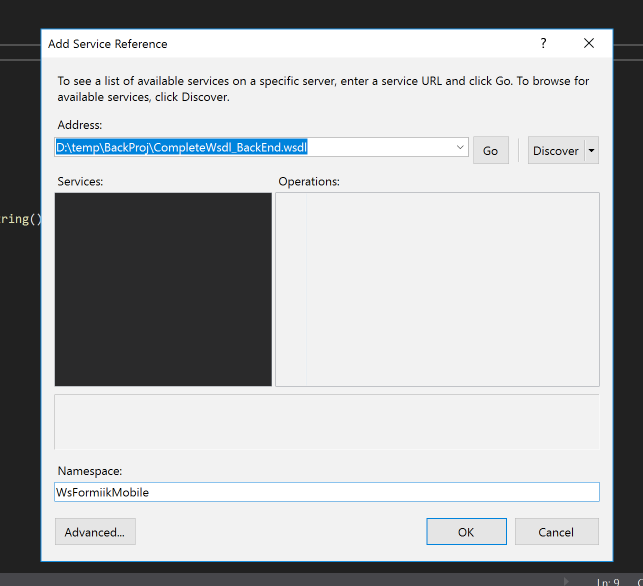 Add Service Reference
?
To see a list of available services on a specific server, enter a service URL and click Go. To browse for
available services, click Discover.
Address:
D:\temp\BackProj\CompleteWsdl_BackEnd.wsdl
Go
Discover
Services:
Operations:
ring()
Namespace:
WsFormiikMobile
Advanced...
OK
Cancel
Ln: 9